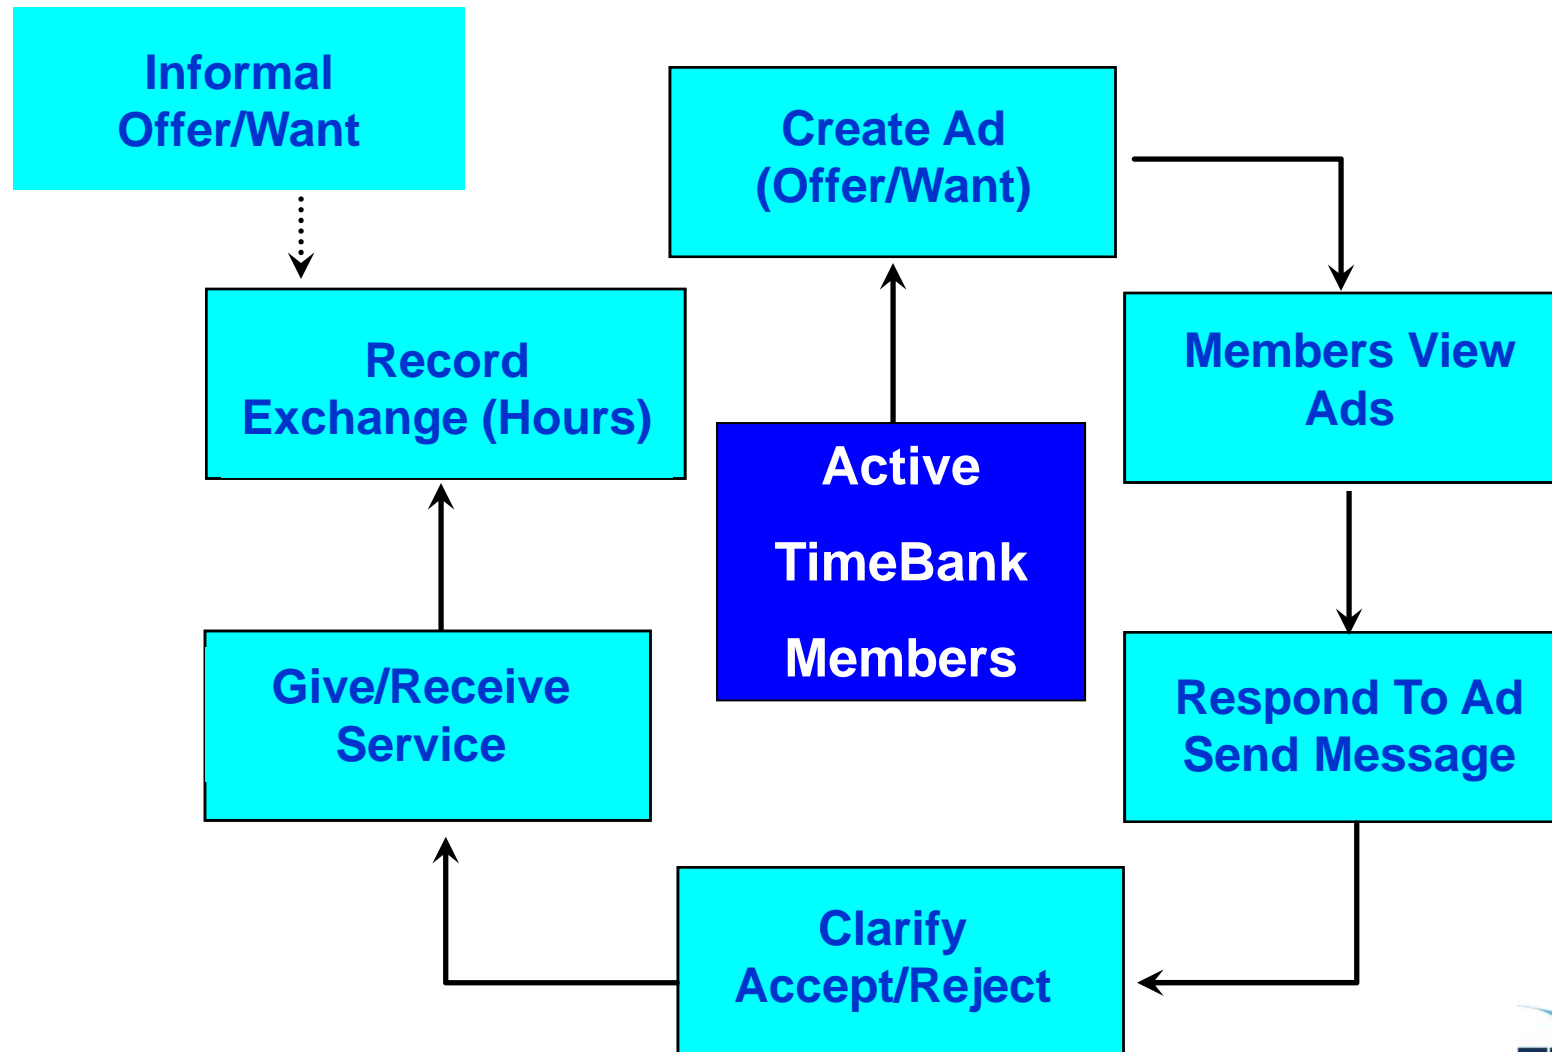 Informal
Offer/Want
Create Ad
(Offer/Want)
Record
Exchange (Hours)
Members View
Ads
Active
TimeBank
Members
Give/Receive
Service
Respond To Ad
Send Message
Clarify
Accept/Reject